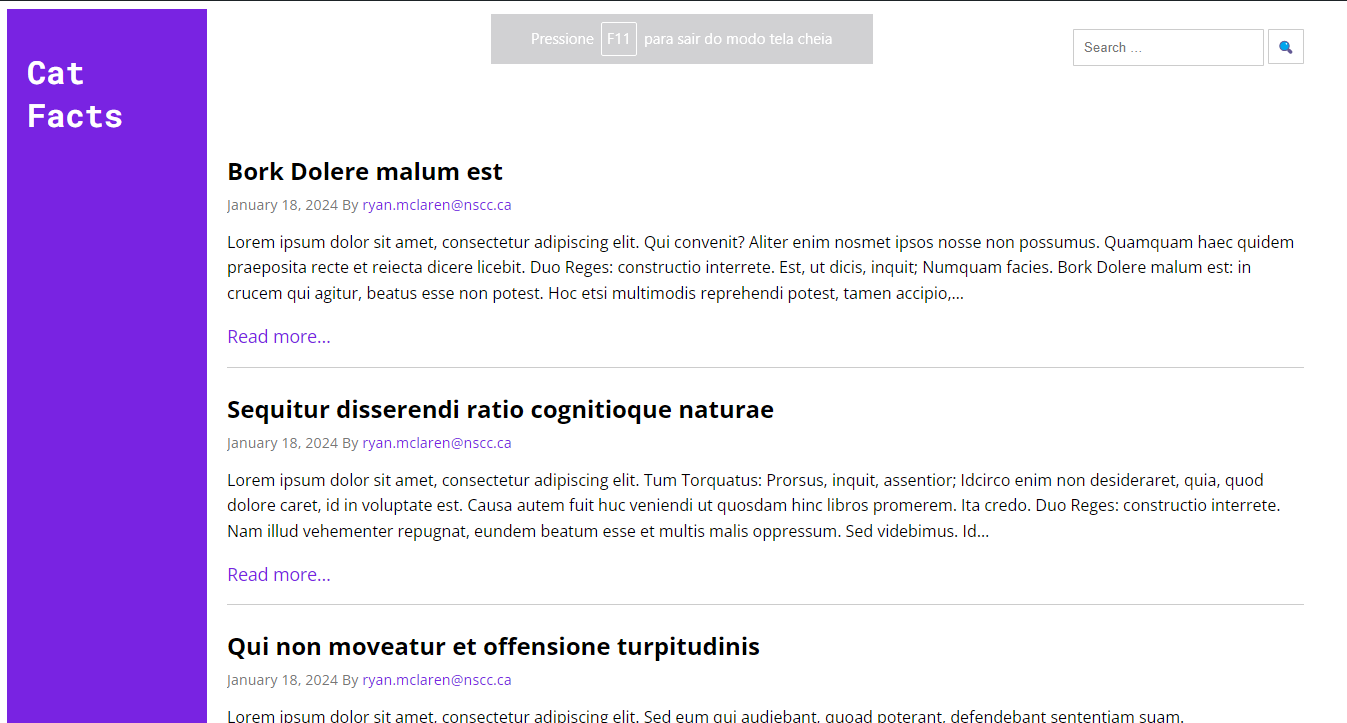 Pressione F11 para sair do modo tela cheia
Search …
Cat
Facts
Bork Dolere malum est
January 18, 2024 By ryan.mclaren@nscc.ca
Lorem ipsum dolor sit amet, consectetur adipiscing elit. Qui convenit? Aliter enim nosmet ipsos nosse non possumus. Quamquam haec quidem
praeposita recte et reiecta dicere licebit. Duo Reges: constructio interrete. Est, ut dicis, inquit; Numquam facies. Bork Dolere malum est: in
crucem qui agitur, beatus esse non potest. Hoc etsi multimodis reprehendi potest, tamen accipio,...
Read more...
Sequitur disserendi ratio cognitioque naturae
January 18, 2024 By ryan.mclaren@nscc.ca
Lorem ipsum dolor sit amet, consectetur adipiscing elit. Tum Torquatus: Prorsus, inquit, assentior; Idcirco enim non desideraret, quia, quod
dolore caret, id in voluptate est. Causa autem fuit huc veniendi ut quosdam hinc libros promerem. Ita credo. Duo Reges: constructio interrete.
Nam illud vehementer repugnat, eundem beatum esse et multis malis oppressum. Sed videbimus. Id...
Read more...
Qui non moveatur et offensione turpitudinis
January 18, 2024 By ryan.mclaren@nscc.ca
Lorem ipsum dolor sit amet, consectetur adipiscing elit. Sed eum qui audiebant, quoad poterant, defendebant sententiam suam.